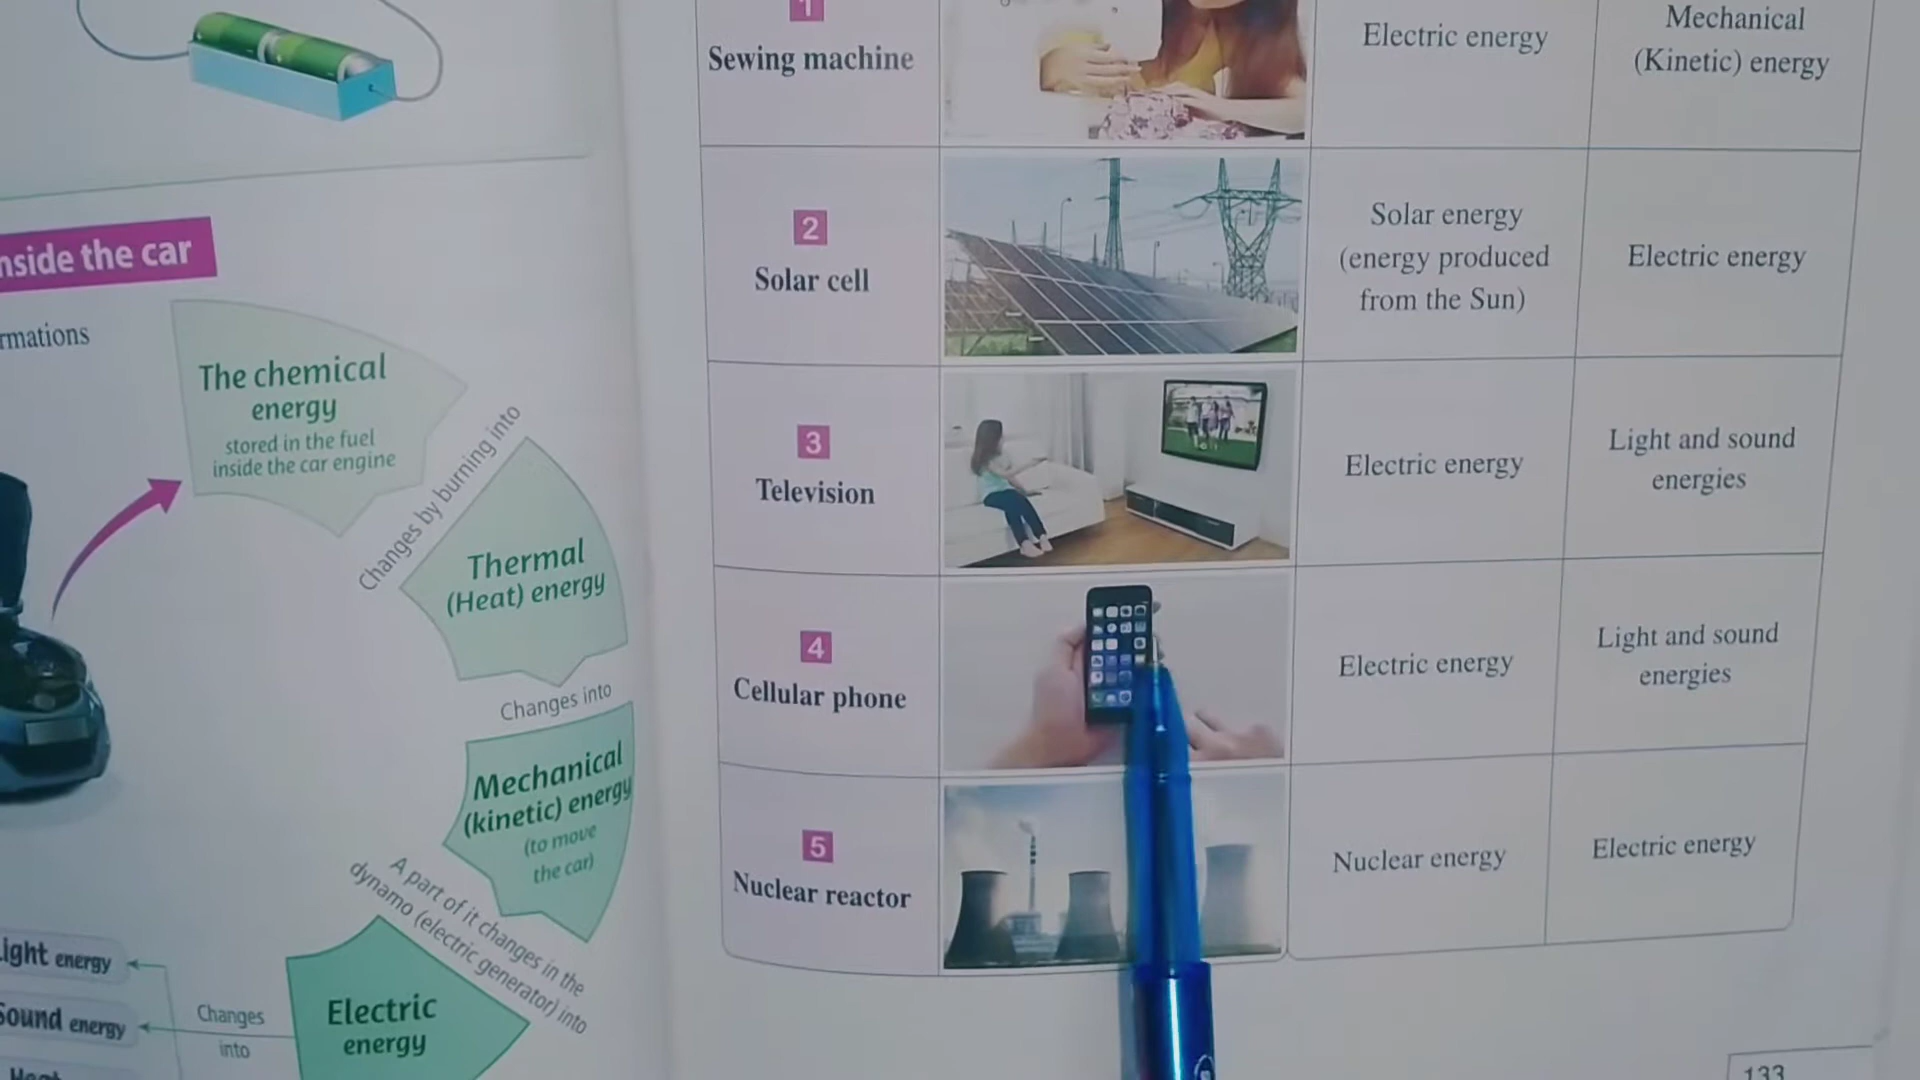 nside the car
rmations
The chemical
energy
stored in the fuel
inside the car engine
Changes by burning into
Thermal
(Heat) energy
Changes into
Mechanical
(kinetic) energy
(to move
the car)
A part of it changes in the
dynamo (electric generator) into
Electric
energy
Changes
into
Light energy
Sound energy
1
Sewing machine
Electric energy
Mechanical
(Kinetic) energy
2
Solar cell
Solar energy
(energy produced
from the Sun)
Electric energy
3
Television
Electric energy
Light and sound
energies
4
Cellular phone
Electric energy
Light and sound
energies
5
Nuclear reactor
Nuclear energy
Electric energy
133